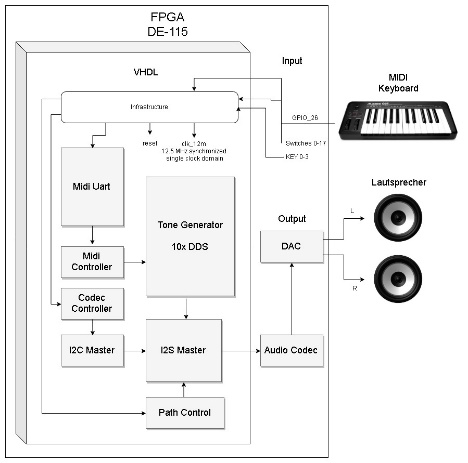 FPGA
DE-115
VHDL
Input
MIDI
Keyboard
Infrastructure
GPIO_26
reset
clk_12m
12.5 MHz synchronized
single clock domain
Switches 0-17
KEY 0-3
Midi Uart
Tone Generator
10x DDS
Lautsprecher
Output
L
DAC
Midi
Controller
R
Codec
Controller
I2C Master
I2S Master
Audio Codec
Path Control